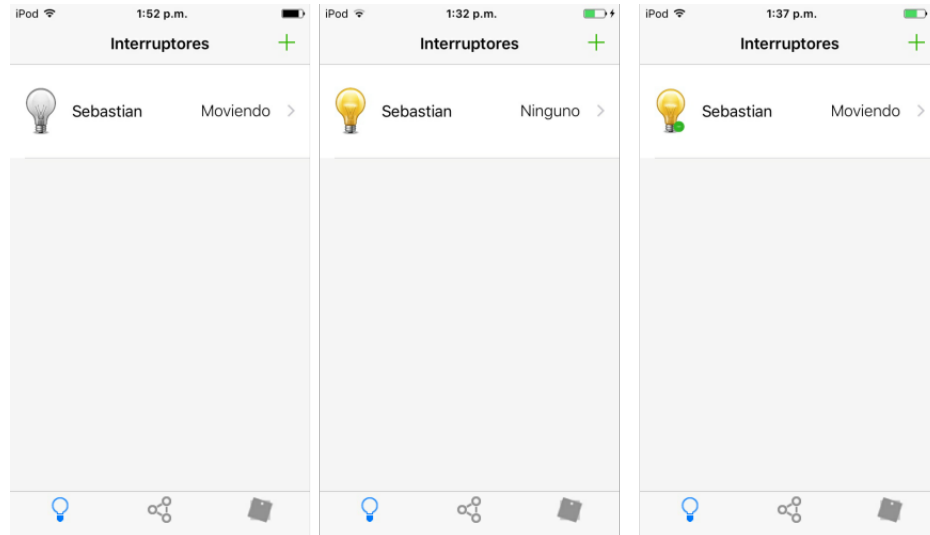 iPod 1:52 p.m.
Interruptores +
Sebastian Moviendo >
iPod 1:32 p.m.
Interruptores +
Sebastian Ninguno >
iPod 1:37 p.m.
Interruptores +
Sebastian Moviendo >